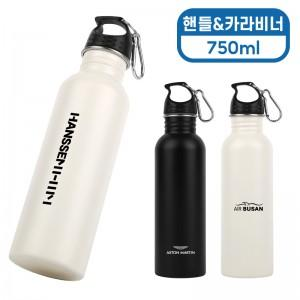 핸들&카라비너
750ml
HANSSEM
ASTON MARTIN
AIR BUSAN